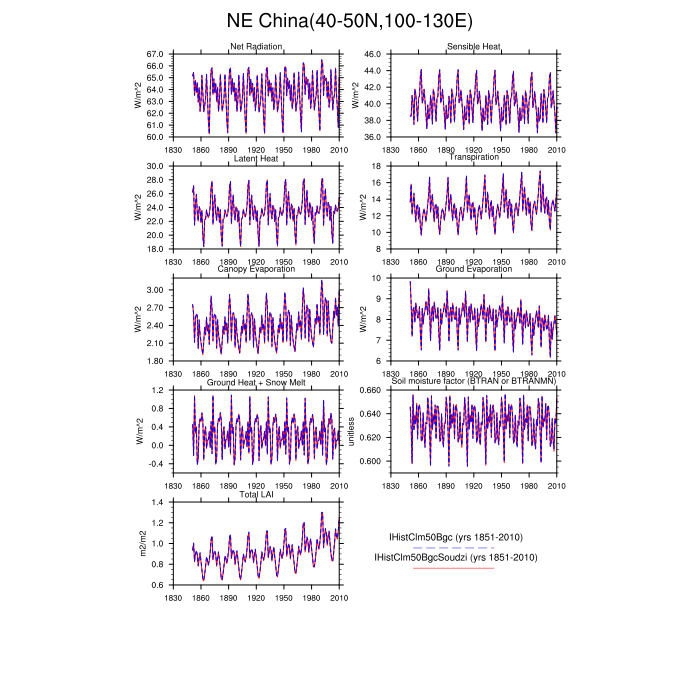 NE China(40-50N,100-130E)
Net Radiation
67.0
66.0
65.0
64.0
63.0
62.0
61.0
60.0
W/m^2
1830 1860 1890 1920 1950 1980 2010
Sensible Heat
46.0
44.0
42.0
40.0
38.0
36.0
W/m^2
1830 1860 1890 1920 1950 1980 2010
Latent Heat
30.0
28.0
26.0
24.0
22.0
20.0
18.0
W/m^2
1830 1860 1890 1920 1950 1980 2010
Transpiration
18
16
14
12
10
8
W/m^2
1830 1860 1890 1920 1950 1980 2010
Canopy Evaporation
3.00
2.70
2.40
2.10
1.80
W/m^2
1830 1860 1890 1920 1950 1980 2010
Ground Evaporation
10
9
8
7
6
W/m^2
1830 1860 1890 1920 1950 1980 2010
Ground Heat + Snow Melt
1.2
0.8
0.4
0.0
-0.4
W/m^2
1830 1860 1890 1920 1950 1980 2010
Soil moisture factor (BTRAN or BTRANMN)
0.660
0.640
0.620
0.600
unitless
1830 1860 1890 1920 1950 1980 2010
Total LAI
1.4
1.2
1.0
0.8
0.6
m2/m2
1830 1860 1890 1920 1950 1980 2010
IHistClm50Bgc (yrs 1851-2010)
IHistClm50BgcSoudzi (yrs 1851-2010)